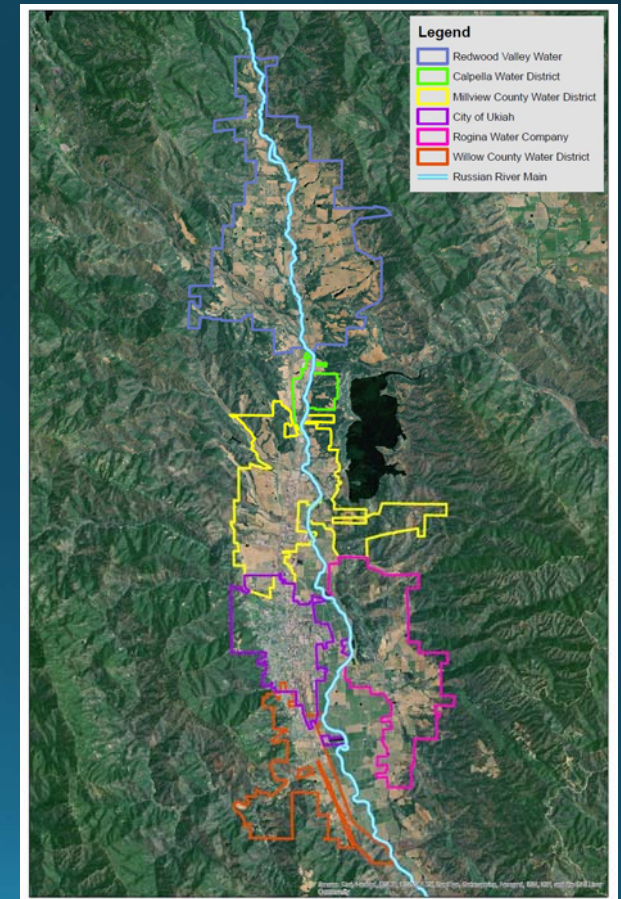 Legend
Redwood Valley Water
Calpella Water District
Millview County Water District
City of Ukiah
Rogina Water Company
Willow County Water District
Russian River Main
Community